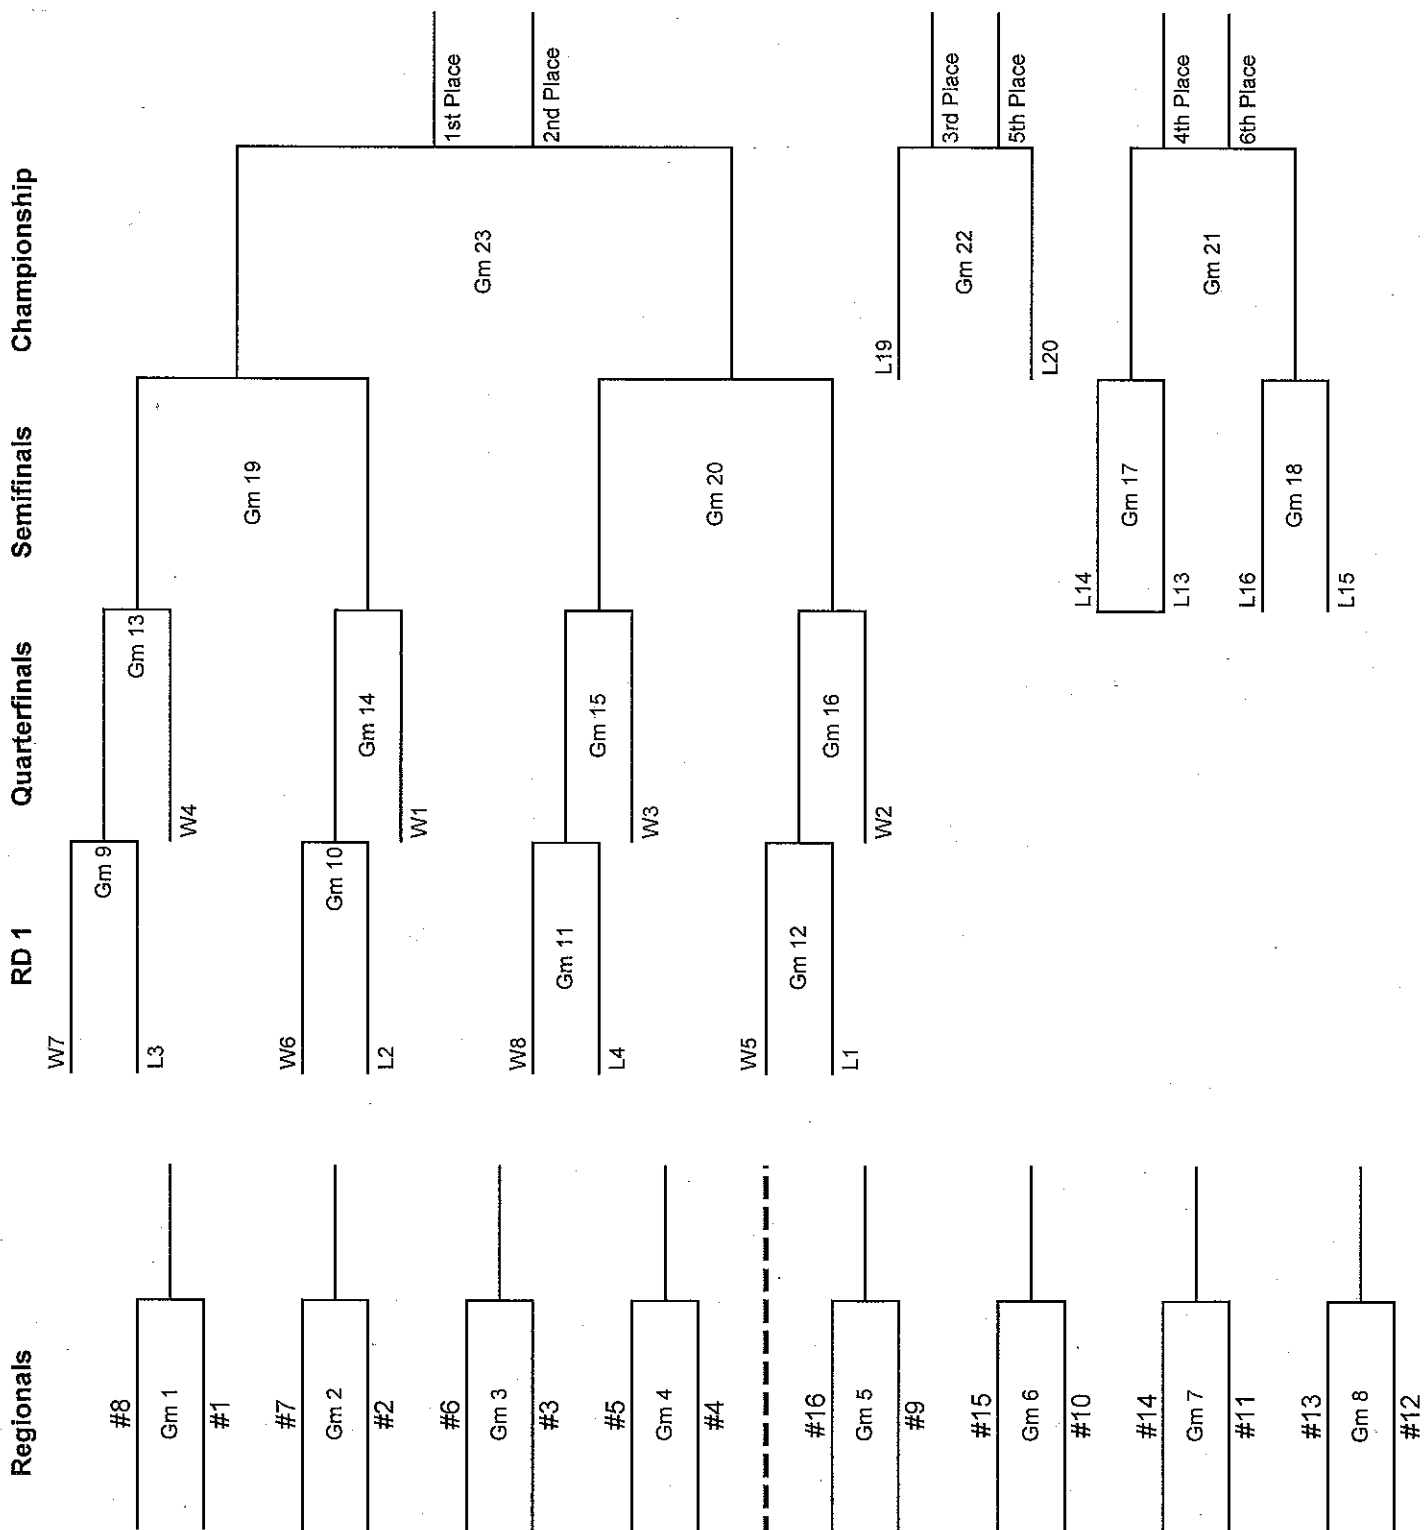 Regionals
RD 1
Quarterfinals
Semifinals
Championship
#8
Gm 1
#1
#7
Gm 2
#2
#6
Gm 3
#3
#5
Gm 4
#4
#16
Gm 5
#9
#15
Gm 6
#10
#14
Gm 7
#11
#13
Gm 8
#12
W7
Gm 9
L3
W6
Gm 10
L2
W8
Gm 11
L4
W5
Gm 12
L1
Gm 13
W4
Gm 14
W1
Gm 15
W3
Gm 16
W2
Gm 19
Gm 20
L14
Gm 17
L13
L16
Gm 18
L15
Gm 23
L19
Gm 22
L20
Gm 21
1st Place
2nd Place
3rd Place
5th Place
4th Place
6th Place